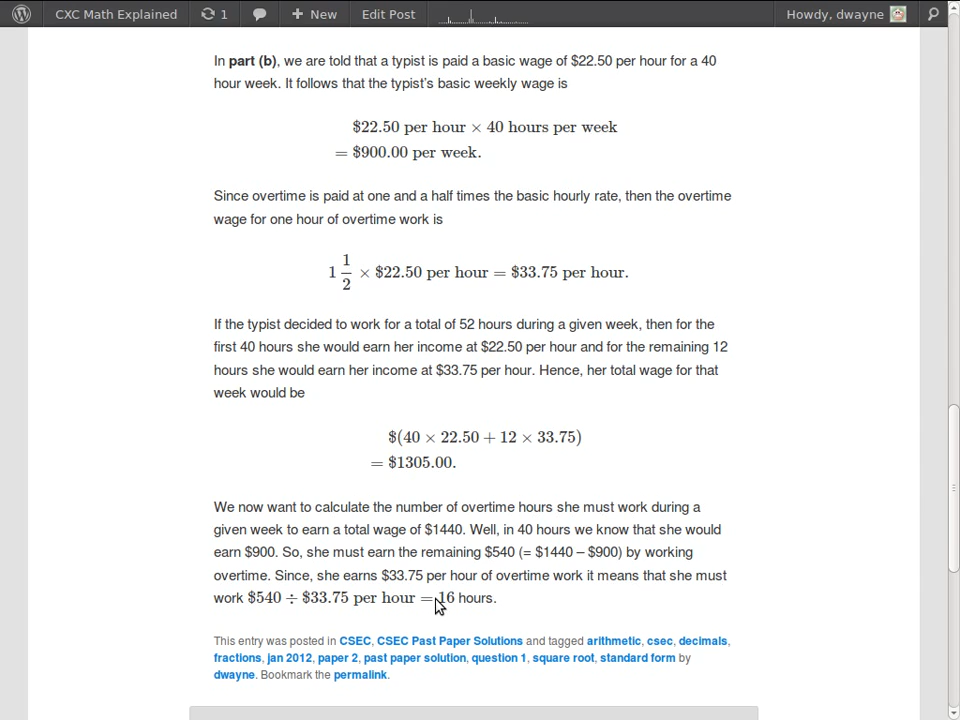 CXC Math Explained 1 + New Edit Post Howdy, dwayne
In part (b), we are told that a typist is paid a basic wage of $22.50 per hour for a 40
hour week. It follows that the typist's basic weekly wage is
$22.50 per hour × 40 hours per week
= $900.00 per week.
Since overtime is paid at one and a half times the basic hourly rate, then the overtime
wage for one hour of overtime work is
1 1/2 × $22.50 per hour = $33.75 per hour.
If the typist decided to work for a total of 52 hours during a given week, then for the
first 40 hours she would earn her income at $22.50 per hour and for the remaining 12
hours she would earn her income at $33.75 per hour. Hence, her total wage for that
week would be
$(40 × 22.50 + 12 × 33.75)
= $1305.00.
We now want to calculate the number of overtime hours she must work during a
given week to earn a total wage of $1440. Well, in 40 hours we know that she would
earn $900. So, she must earn the remaining $540 (= $1440 – $900) by working
overtime. Since, she earns $33.75 per hour of overtime work it means that she must
work $540 ÷ $33.75 per hour = 16 hours.
This entry was posted in CSEC, CSEC Past Paper Solutions and tagged arithmetic, csec, decimals,
fractions, jan 2012, paper 2, past paper solution, question 1, square root, standard form by
dwayne. Bookmark the permalink.